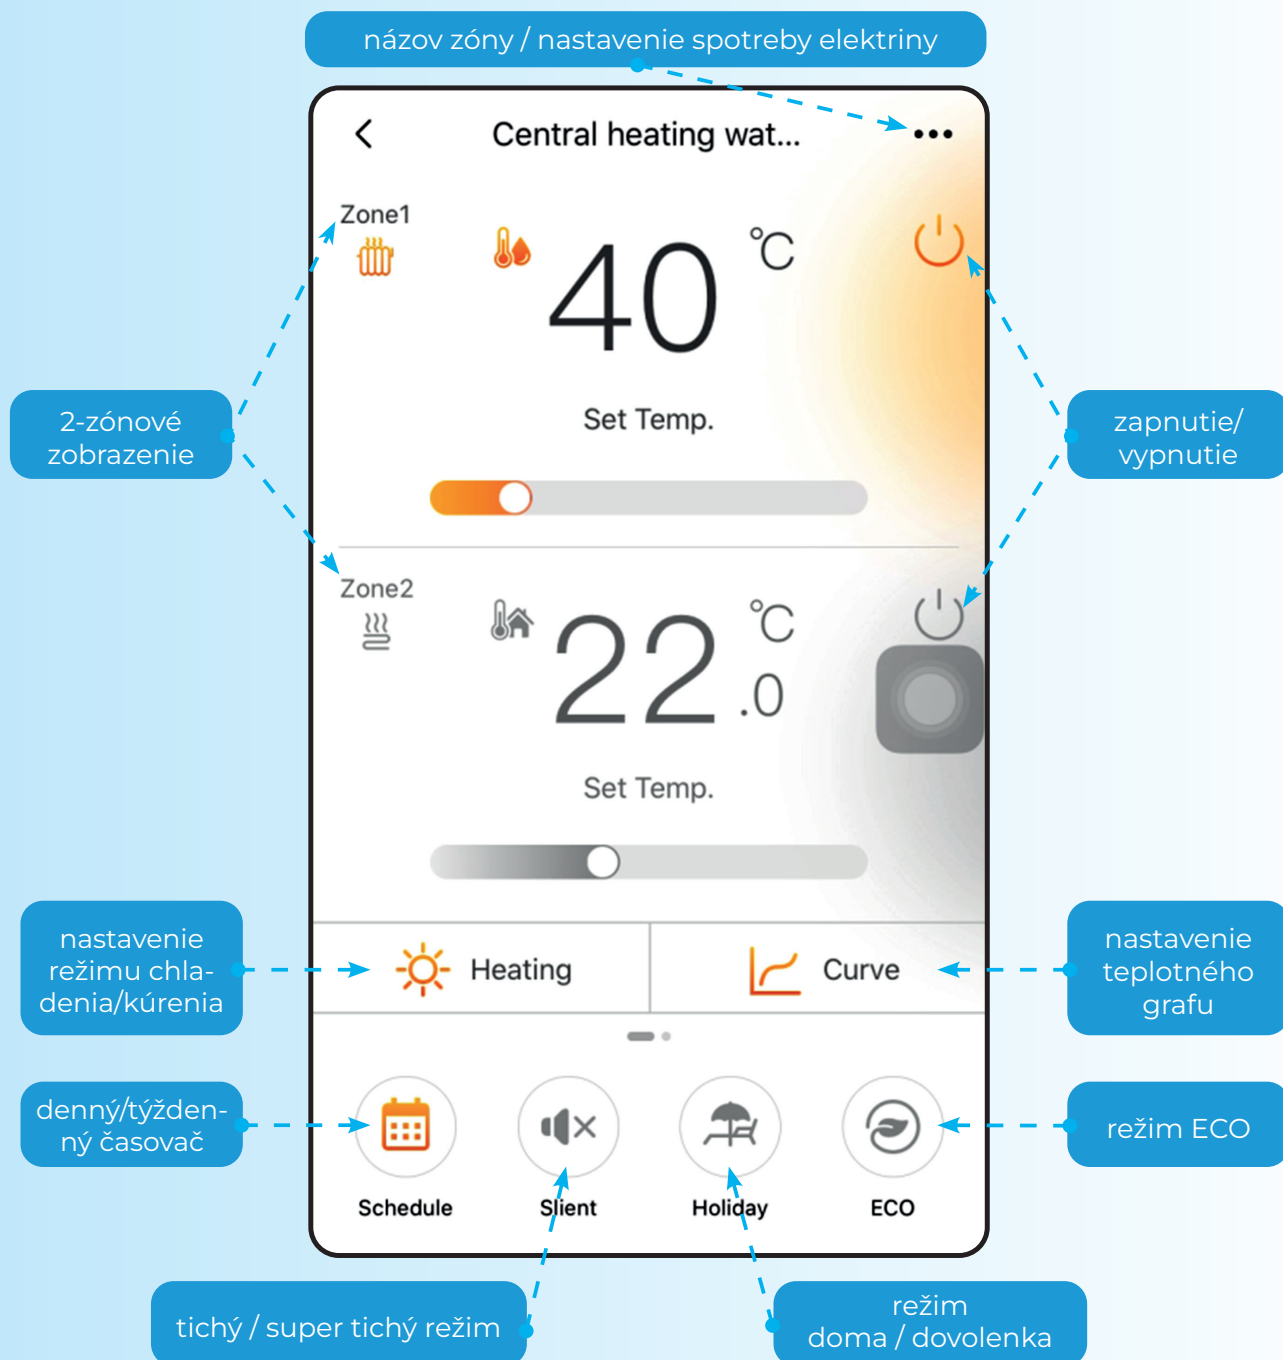 názov zóny / nastavenie spotreby elektriny
Central heating wat...
Zone1
40 °C
Set Temp.
2-zónové
zobrazenie
zapnutie/
vypnutie
Zone2
22.0 °C
Set Temp.
nastavenie
režimu chla-
denia/kúrenia
Heating
Curve
nastavenie
teplotného
grafu
denný/týžden-
ný časovač
režim ECO
Schedule
Slient
Holiday
ECO
tichý / super tichý režim
režim
doma / dovolenka